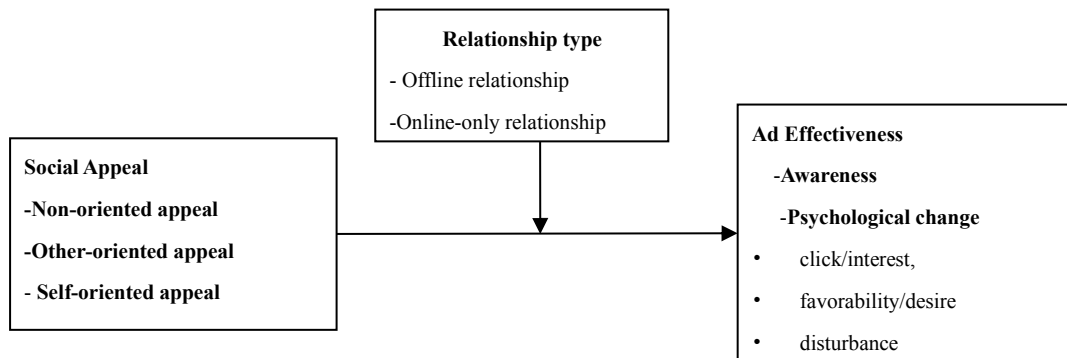 Relationship type
- Offline relationship
-Online-only relationship
Social Appeal
-Non-oriented appeal
-Other-oriented appeal
- Self-oriented appeal
Ad Effectiveness
-Awareness
-Psychological change
• click/interest,
• favorability/desire
• disturbance